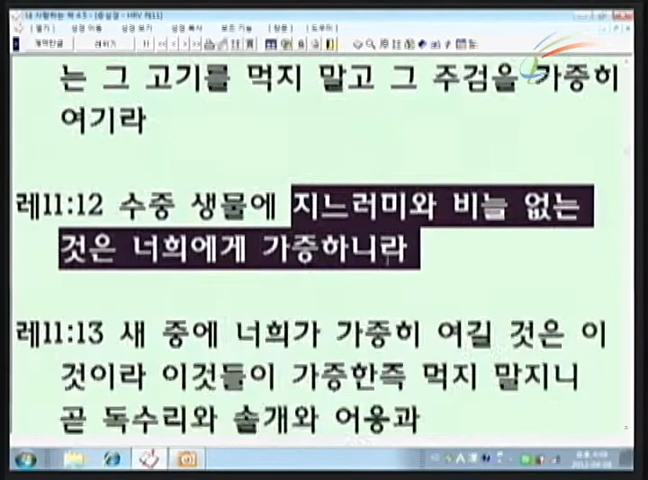 는 그 고기를 먹지 말고 그 주검을 가증히
여기라
레11:12 수중 생물에 지느러미와 비늘 없는
것은 너희에게 가증하니라
레11:13 새 중에 너희가 가증히 여길 것은 이
것이라 이것들이 가증한즉 먹지 말지니
곧 독수리와 솔개와 어응과